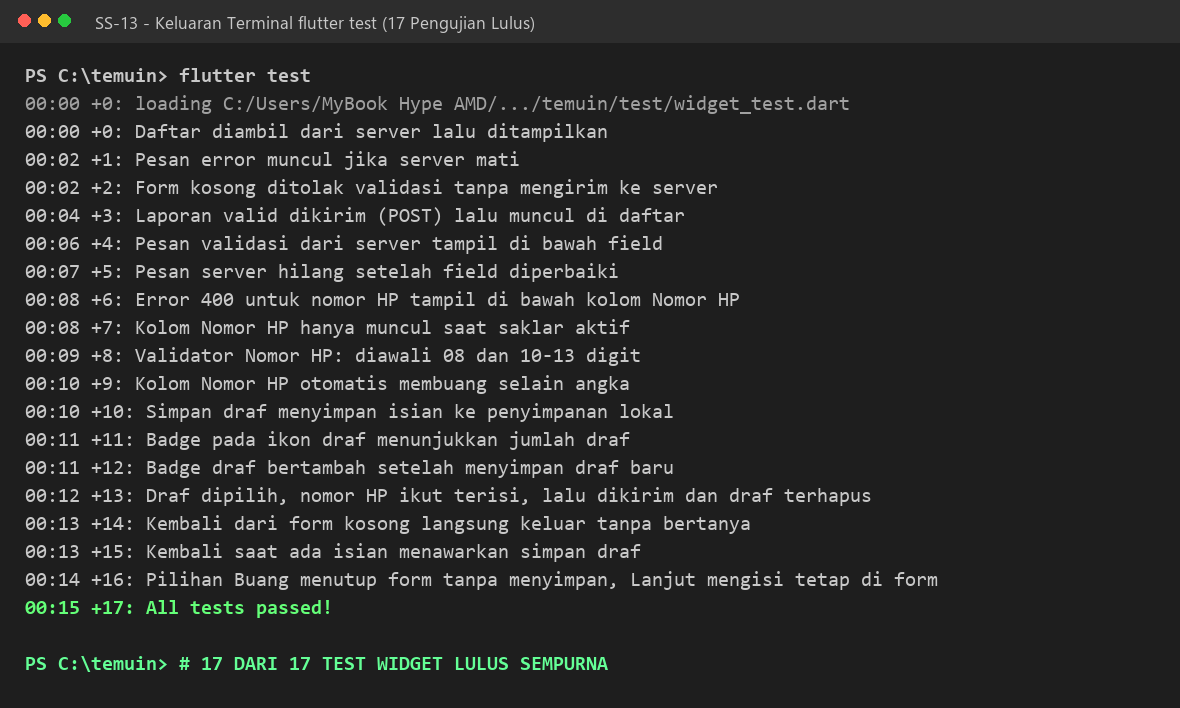 SS-13 - Keluaran Terminal flutter test (17 Pengujian Lulus)
PS C:\temuin> flutter test
00:00 +0: loading C:/Users/MyBook Hype AMD/.../temuin/test/widget_test.dart
00:00 +0: Daftar diambil dari server lalu ditampilkan
00:02 +1: Pesan error muncul jika server mati
00:02 +2: Form kosong ditolak validasi tanpa mengirim ke server
00:04 +3: Laporan valid dikirim (POST) lalu muncul di daftar
00:06 +4: Pesan validasi dari server tampil di bawah field
00:07 +5: Pesan server hilang setelah field diperbaiki
00:08 +6: Error 400 untuk nomor HP tampil di bawah kolom Nomor HP
00:08 +7: Kolom Nomor HP hanya muncul saat saklar aktif
00:09 +8: Validator Nomor HP: diawali 08 dan 10-13 digit
00:10 +9: Kolom Nomor HP otomatis membuang selain angka
00:10 +10: Simpan draf menyimpan isian ke penyimpanan lokal
00:11 +11: Badge pada ikon draf menunjukkan jumlah draf
00:11 +12: Badge draf bertambah setelah menyimpan draf baru
00:12 +13: Draf dipilih, nomor HP ikut terisi, lalu dikirim dan draf terhapus
00:13 +14: Kembali dari form kosong langsung keluar tanpa bertanya
00:13 +15: Kembali saat ada isian menawarkan simpan draf
00:14 +16: Pilihan Buang menutup form tanpa menyimpan, Lanjut mengisi tetap di form
00:15 +17: All tests passed!
PS C:\temuin> # 17 DARI 17 TEST WIDGET LULUS SEMPURNA